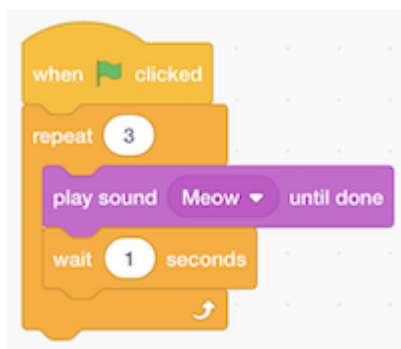 when clicked
repeat 3
play sound Meow until done
wait 1 seconds